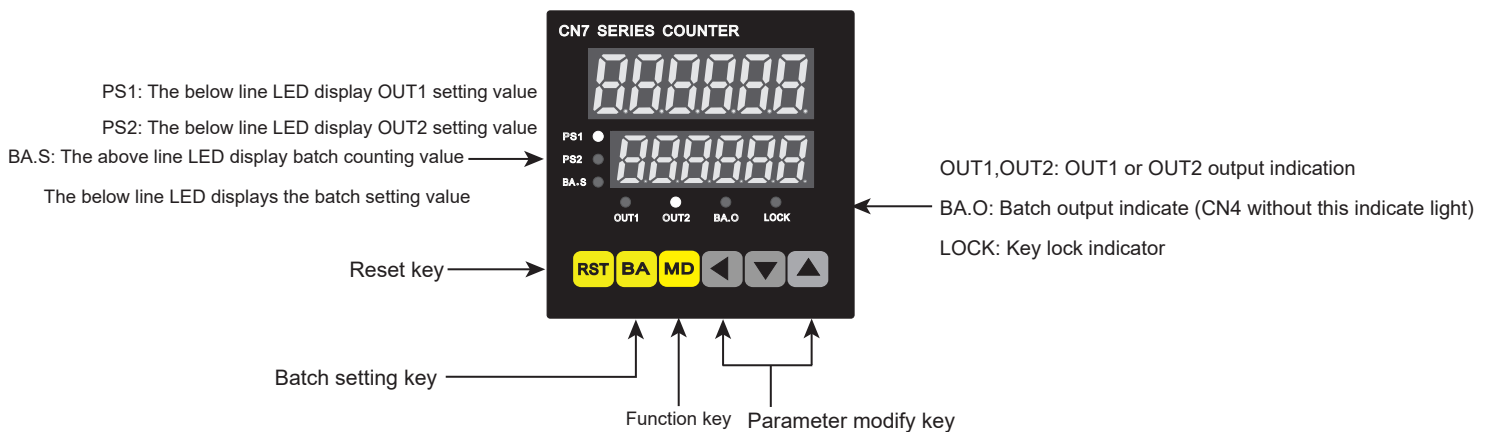 CN7 SERIES COUNTER
PS1: The below line LED display OUT1 setting value
PS2: The below line LED display OUT2 setting value
BA.S: The above line LED display batch counting value
The below line LED displays the batch setting value
888888
PS1
PS2
BA.S
888888
OUT1 OUT2 BA.O LOCK
OUT1,OUT2: OUT1 or OUT2 output indication
BA.O: Batch output indicate (CN4 without this indicate light)
LOCK: Key lock indicator
Reset key
RST BA MD
Batch setting key
Function key
Parameter modify key